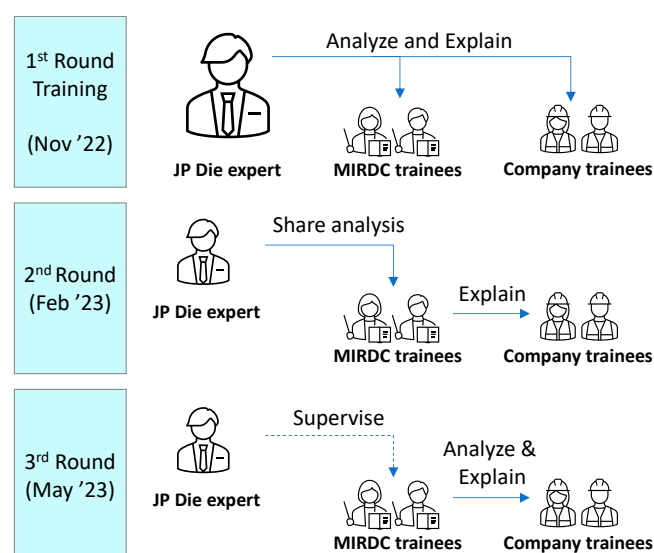 1st Round
Training
(Nov ’22)
Analyze and Explain
JP Die expert
MIRDC trainees
Company trainees
2nd Round
(Feb ’23)
Share analysis
JP Die expert
Explain
MIRDC trainees
Company trainees
3rd Round
(May ’23)
Supervise
JP Die expert
Analyze &
Explain
MIRDC trainees
Company trainees